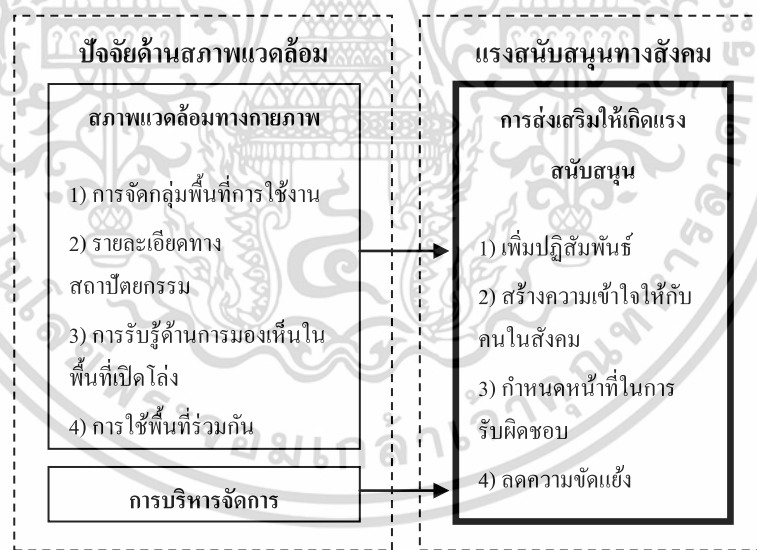 ปัจจัยด้านสภาพแวดล้อม
สภาพแวดล้อมทางกายภาพ
1) การจัดกลุ่มพื้นที่การใช้งาน
2) รายละเอียดทาง
สถาปัตยกรรม
3) การรับรู้ด้านการมองเห็นใน
พื้นที่เปิดโล่ง
4) การใช้พื้นที่ร่วมกัน
การบริหารจัดการ
แรงสนับสนุนทางสังคม
การส่งเสริมให้เกิดแรง
สนับสนุน
1) เพิ่มปฏิสัมพันธ์
2) สร้างความเข้าใจให้กับ
คนในสังคม
3) กำหนดหน้าที่ในการ
รับผิดชอบ
4) ลดความขัดแย้ง